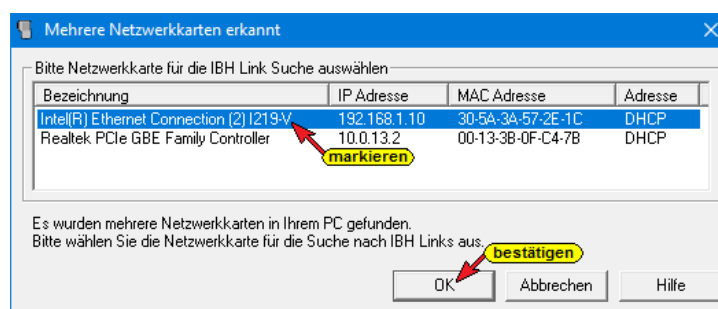 Mehrere Netzwerkkarten erkannt
Bitte Netzwerkkarte für die IBH Link Suche auswählen
Bezeichnung IP Adresse MAC Adresse Adresse
Intel(R) Ethernet Connection (2) I219-V 192.168.1.10 30-5A-3A-57-2E-1C DHCP
Realtek PCIe GBE Family Controller 10.0.13.2 00-13-3B-0F-C4-7B DHCP
markieren
Es wurden mehrere Netzwerkkarten in Ihrem PC gefunden.
Bitte wählen Sie die Netzwerkkarte für die Suche nach IBH Links aus.
bestätigen
OK Abbrechen Hilfe